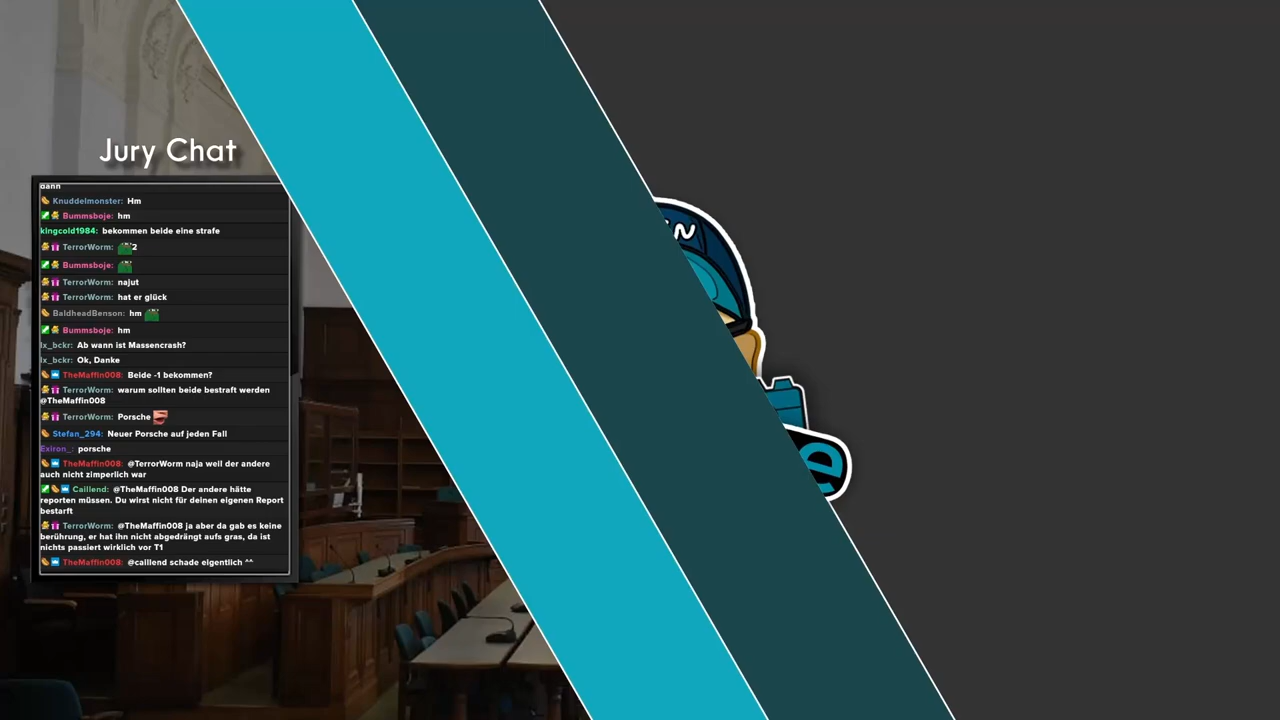 Jury Chat
dann
Knuddelmonster: Hm
Bummsboje: hm
kingcold1984: bekommen beide eine strafe
TerrorWorm: 2
Bummsboje:
TerrorWorm: najut
TerrorWorm: hat er glück
BaldheadBenson: hm
Bummsboje: hm
lx_bckr: Ab wann ist Massencrash?
lx_bckr: Ok, Danke
TheMaffin008: Beide -1 bekommen?
TerrorWorm: warum sollten beide bestraft werden
@TheMaffin008
TerrorWorm: Porsche
Stefan_294: Neuer Porsche auf jeden Fall
Exiron_: porsche
TheMaffin008: @TerrorWorm naja weil der andere
auch nicht zimperlich war
Caillend: @TheMaffin008 Der andere hätte
reporten müssen. Du wirst nicht für deinen eigenen Report
bestarft
TerrorWorm: @TheMaffin008 ja aber da gab es keine
berührung, er hat ihn nicht abgedrängt aufs gras, da ist
nichts passiert wirklich vor T1
TheMaffin008: @caillend schade eigentlich ^^